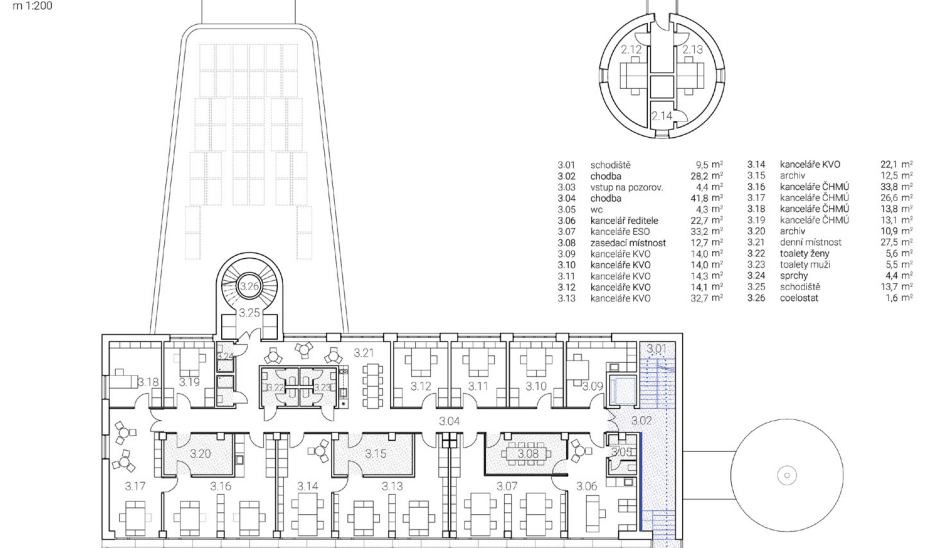 m 1:200
2.12 2.13
2.14
3.01 schodiště 9,5 m²
3.02 chodba 28,2 m²
3.03 vstup na pozorov. 4,4 m²
3.04 chodba 41,8 m²
3.05 wc 4,3 m²
3.06 kancelář ředitele 22,7 m²
3.07 kanceláře ESO 33,2 m²
3.08 zasedací místnost 12,7 m²
3.09 kanceláře KVO 14,0 m²
3.10 kanceláře KVO 14,0 m²
3.11 kanceláře KVO 14,3 m²
3.12 kanceláře KVO 14,1 m²
3.13 kanceláře KVO 32,7 m²
3.14 kanceláře KVO 22,1 m²
3.15 archiv 12,5 m²
3.16 kanceláře ČHMÚ 33,8 m²
3.17 kanceláře ČHMÚ 26,6 m²
3.18 kanceláře ČHMÚ 13,8 m²
3.19 kanceláře ČHMÚ 13,1 m²
3.20 archiv 10,9 m²
3.21 denní místnost 27,5 m²
3.22 toalety ženy 5,6 m²
3.23 toalety muži 5,5 m²
3.24 sprchy 4,4 m²
3.25 schodiště 13,7 m²
3.26 coelostat 1,6 m²
3.26
3.25
3.24 3.21 3.01
3.18 3.19 3.22 3.23 3.12 3.11 3.10 3.09
3.04 3.02
3.20 3.15 3.08 3.05
3.17 3.16 3.14 3.13 3.07 3.06